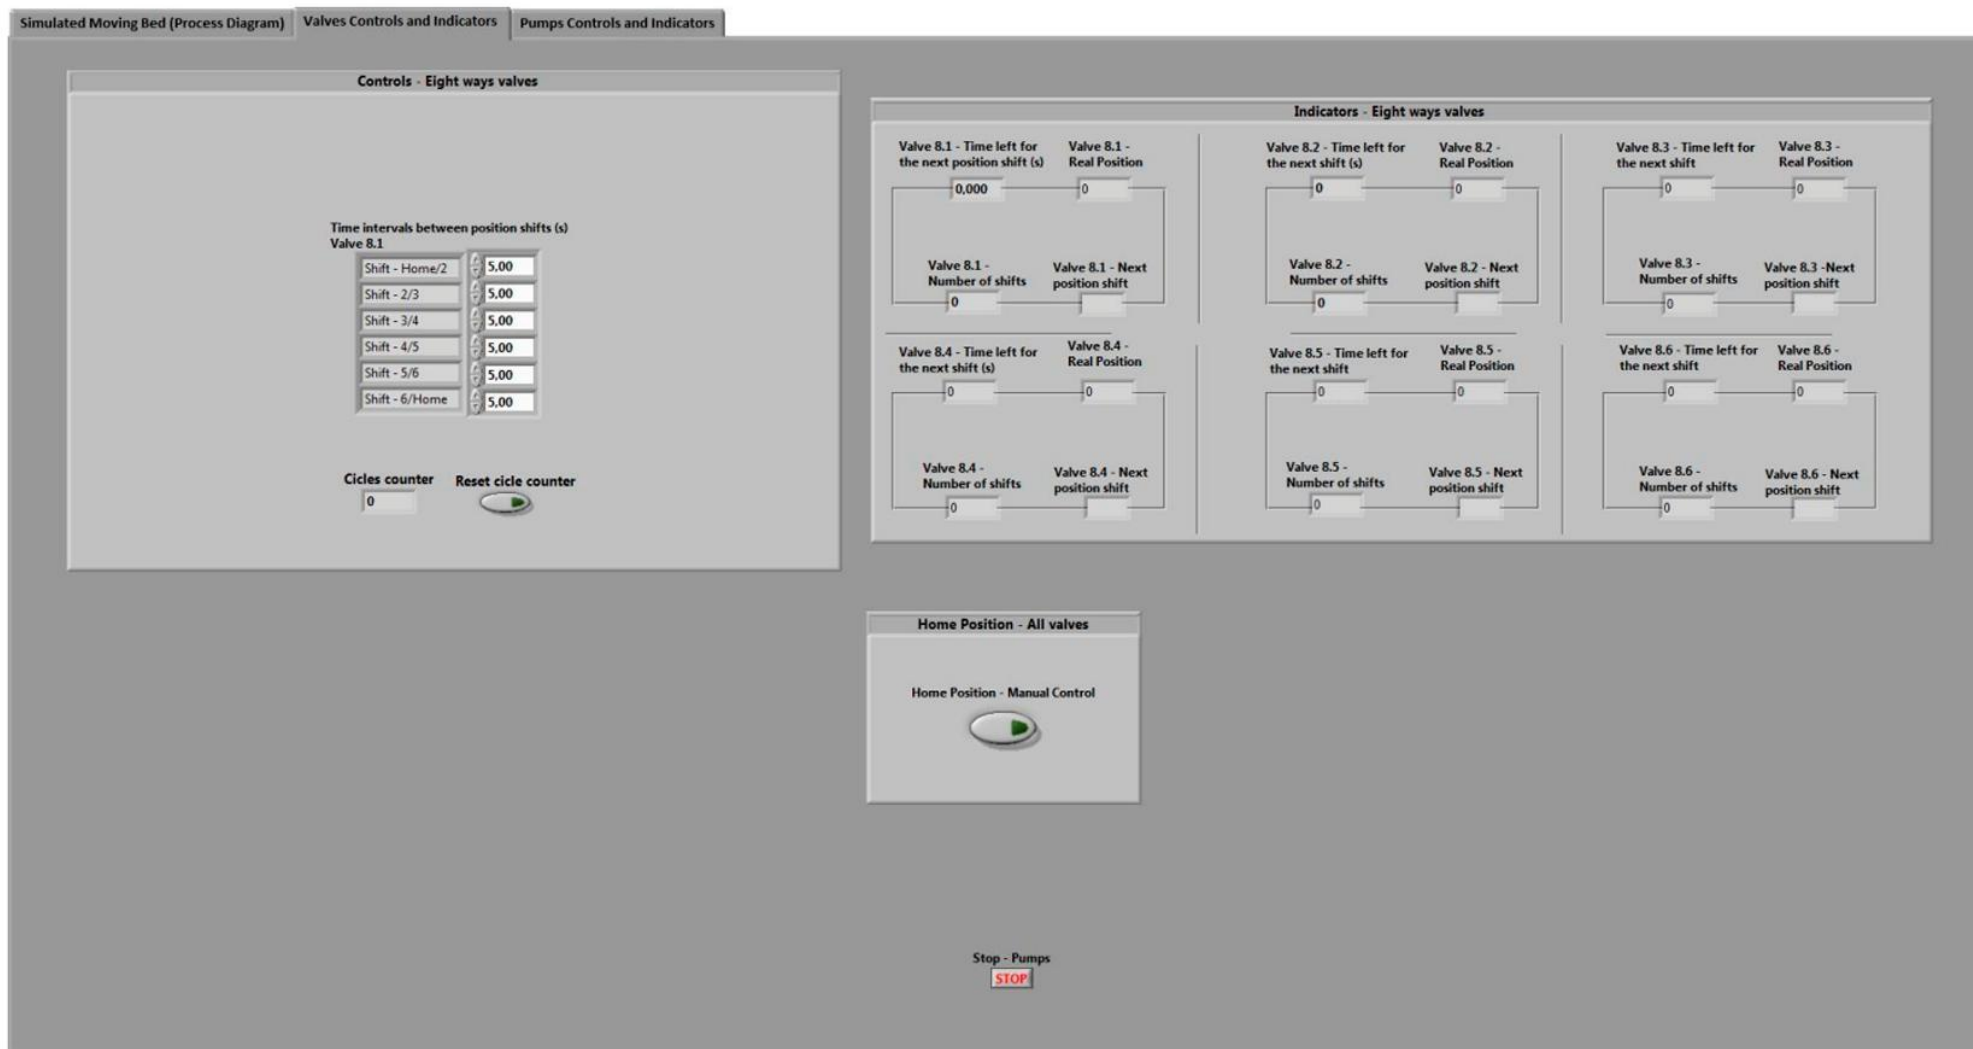 Simulated Moving Bed (Process Diagram)
Valves Controls and Indicators
Pumps Controls and Indicators
Controls - Eight ways valves
Time intervals between position shifts (s)
Valve 8.1
Shift - Home/2
5,00
Shift - 2/3
5,00
Shift - 3/4
5,00
Shift - 4/5
5,00
Shift - 5/6
5,00
Shift - 6/Home
5,00
Cicles counter
0
Reset cicle counter
Indicators - Eight ways valves
Valve 8.1 - Time left for
the next position shift (s)
0,000
Valve 8.1 -
Real Position
0
Valve 8.1 -
Number of shifts
0
Valve 8.1 - Next
position shift
Valve 8.2 - Time left for
the next shift (s)
0
Valve 8.2 -
Real Position
0
Valve 8.2 -
Number of shifts
0
Valve 8.2 - Next
position shift
Valve 8.3 - Time left for
the next shift
0
Valve 8.3 -
Real Position
0
Valve 8.3 -
Number of shifts
0
Valve 8.3 -Next
position shift
Valve 8.4 - Time left for
the next shift (s)
0
Valve 8.4 -
Real Position
0
Valve 8.4 -
Number of shifts
0
Valve 8.4 - Next
position shift
Valve 8.5 - Time left for
the next shift
0
Valve 8.5 -
Real Position
0
Valve 8.5 -
Number of shifts
0
Valve 8.5 - Next
position shift
Valve 8.6 - Time left for
the next shift
0
Valve 8.6 -
Real Position
0
Valve 8.6 -
Number of shifts
0
Valve 8.6 - Next
position shift
Home Position - All valves
Home Position - Manual Control
Stop - Pumps
STOP